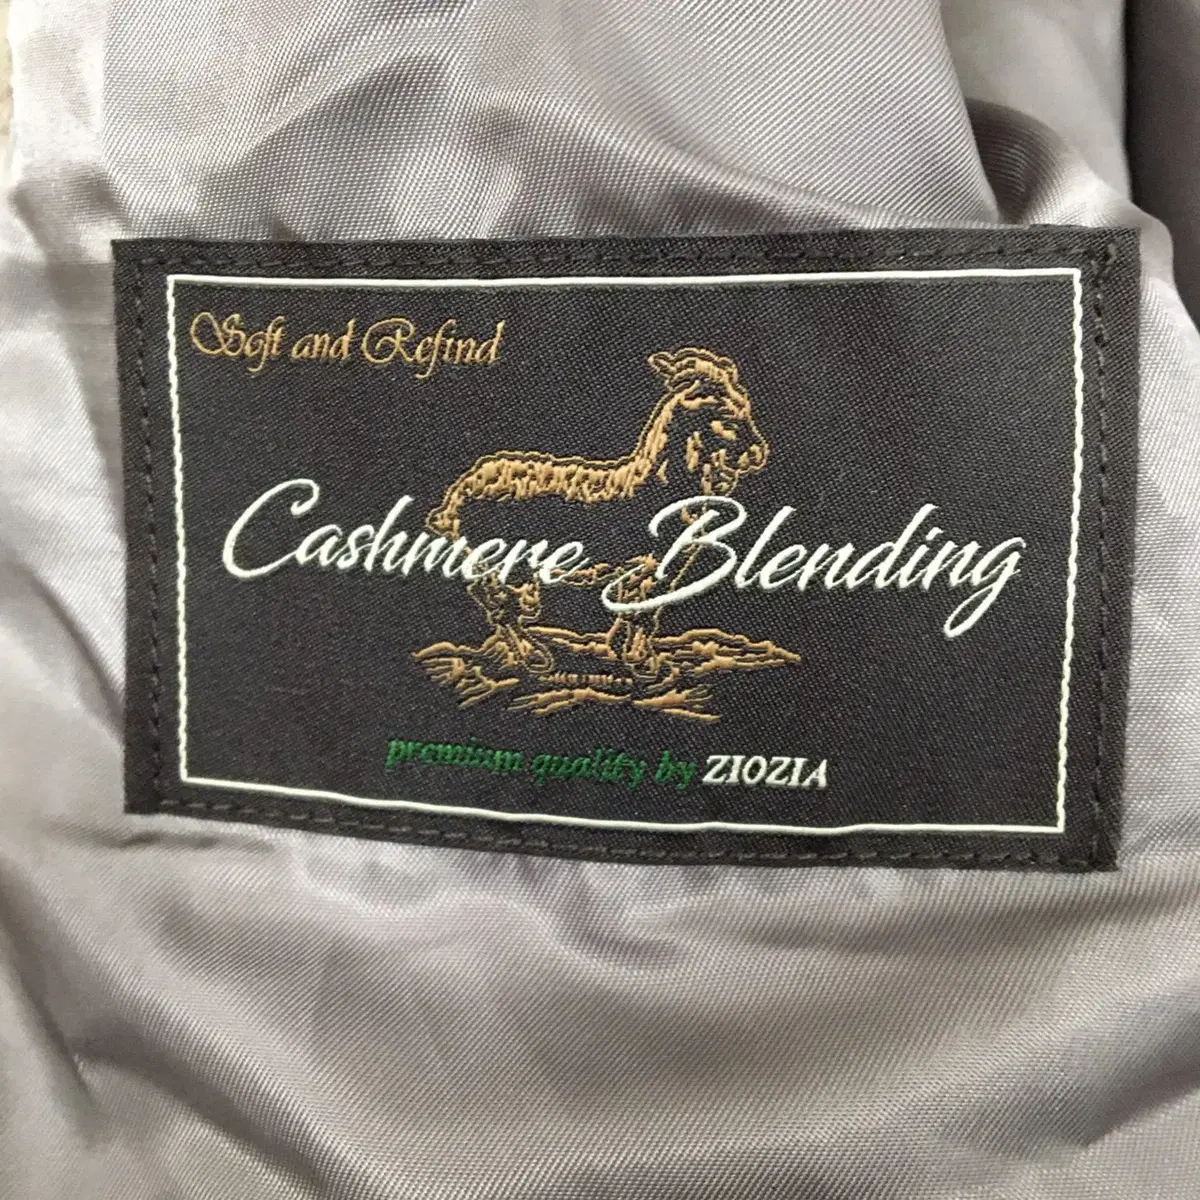 Soft and Refind
Cashmere Blending
premium quality by ZIOZIA